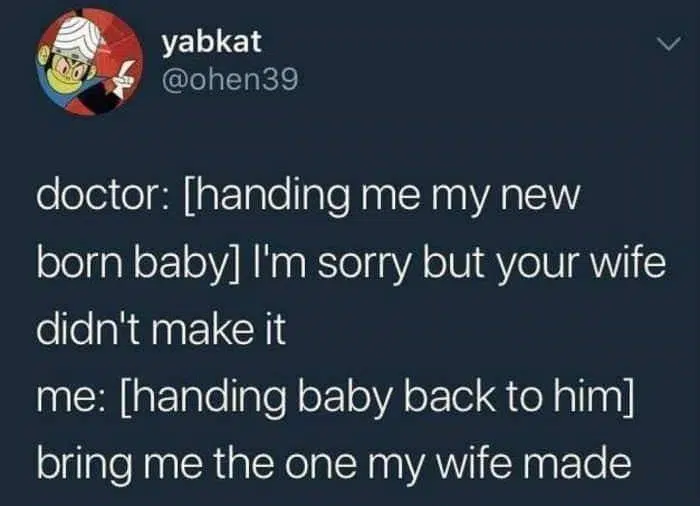 yabkat
@ohen39
doctor: [handing me my new
born baby] I'm sorry but your wife
didn't make it
me: [handing baby back to him]
bring me the one my wife made